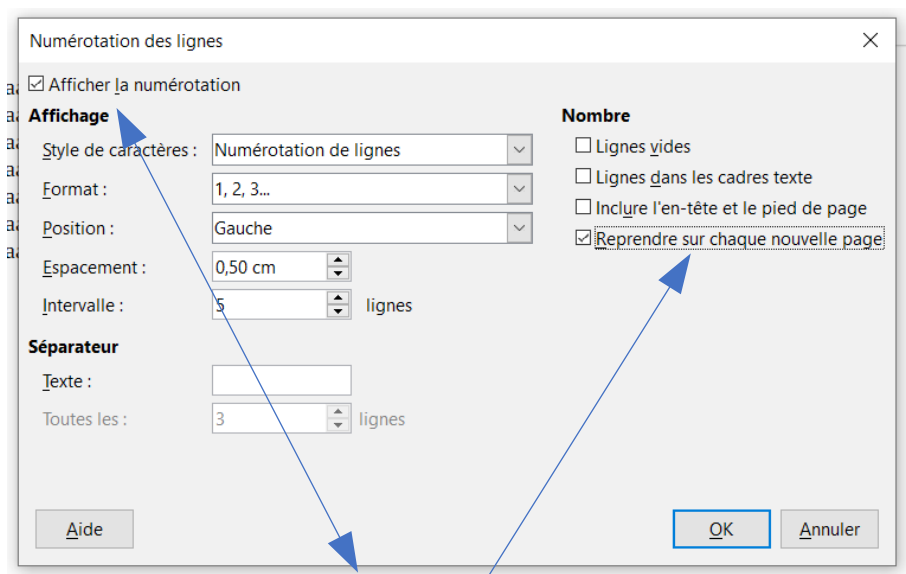 Numérotation des lignes
Afficher la numérotation
Affichage
Style de caractères : Numérotation de lignes
Format : 1, 2, 3...
Position : Gauche
Espacement : 0,50 cm
Intervalle : 5 lignes
Séparateur
Texte :
Toutes les : 3 lignes
Nombre
Lignes vides
Lignes dans les cadres texte
Inclure l'en-tête et le pied de page
Reprendre sur chaque nouvelle page
Aide
OK
Annuler